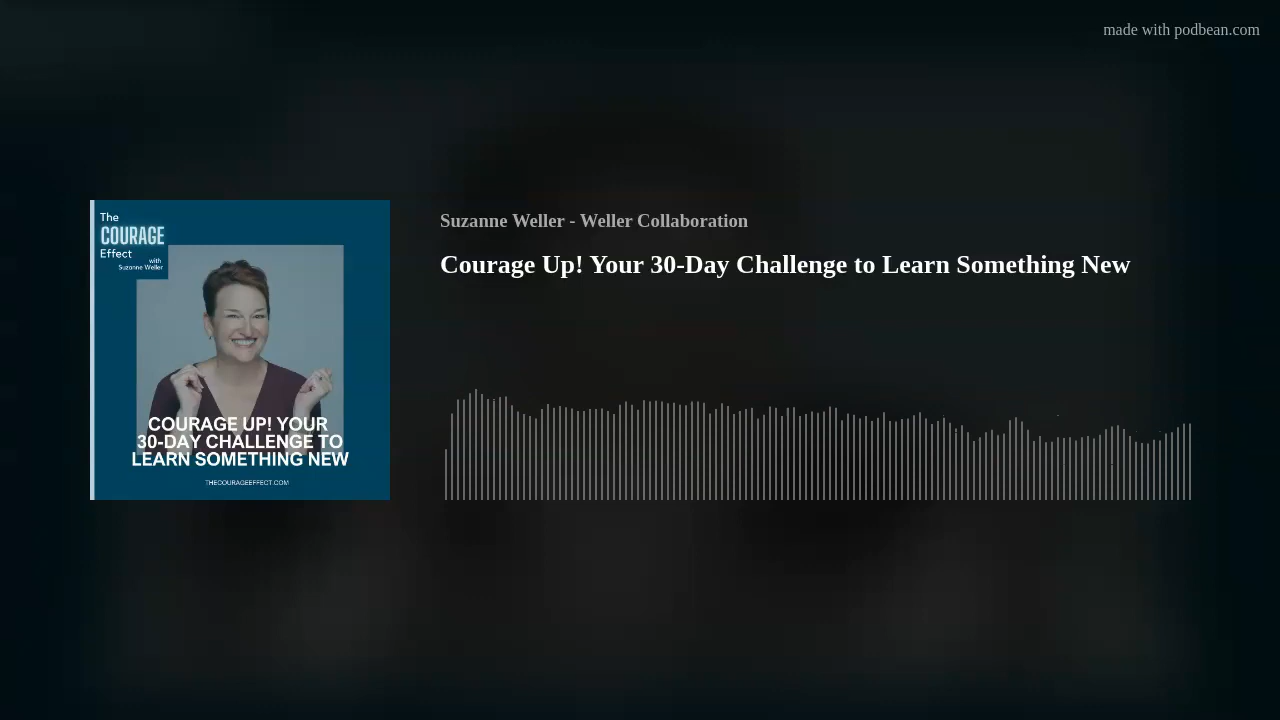 made with podbean.com
The
COURAGE
Effect
with
Suzanne Weller
COURAGE UP! YOUR
30-DAY CHALLENGE TO
LEARN SOMETHING NEW
THECOURAGEEFFECT.COM
Suzanne Weller - Weller Collaboration
Courage Up! Your 30-Day Challenge to Learn Something New